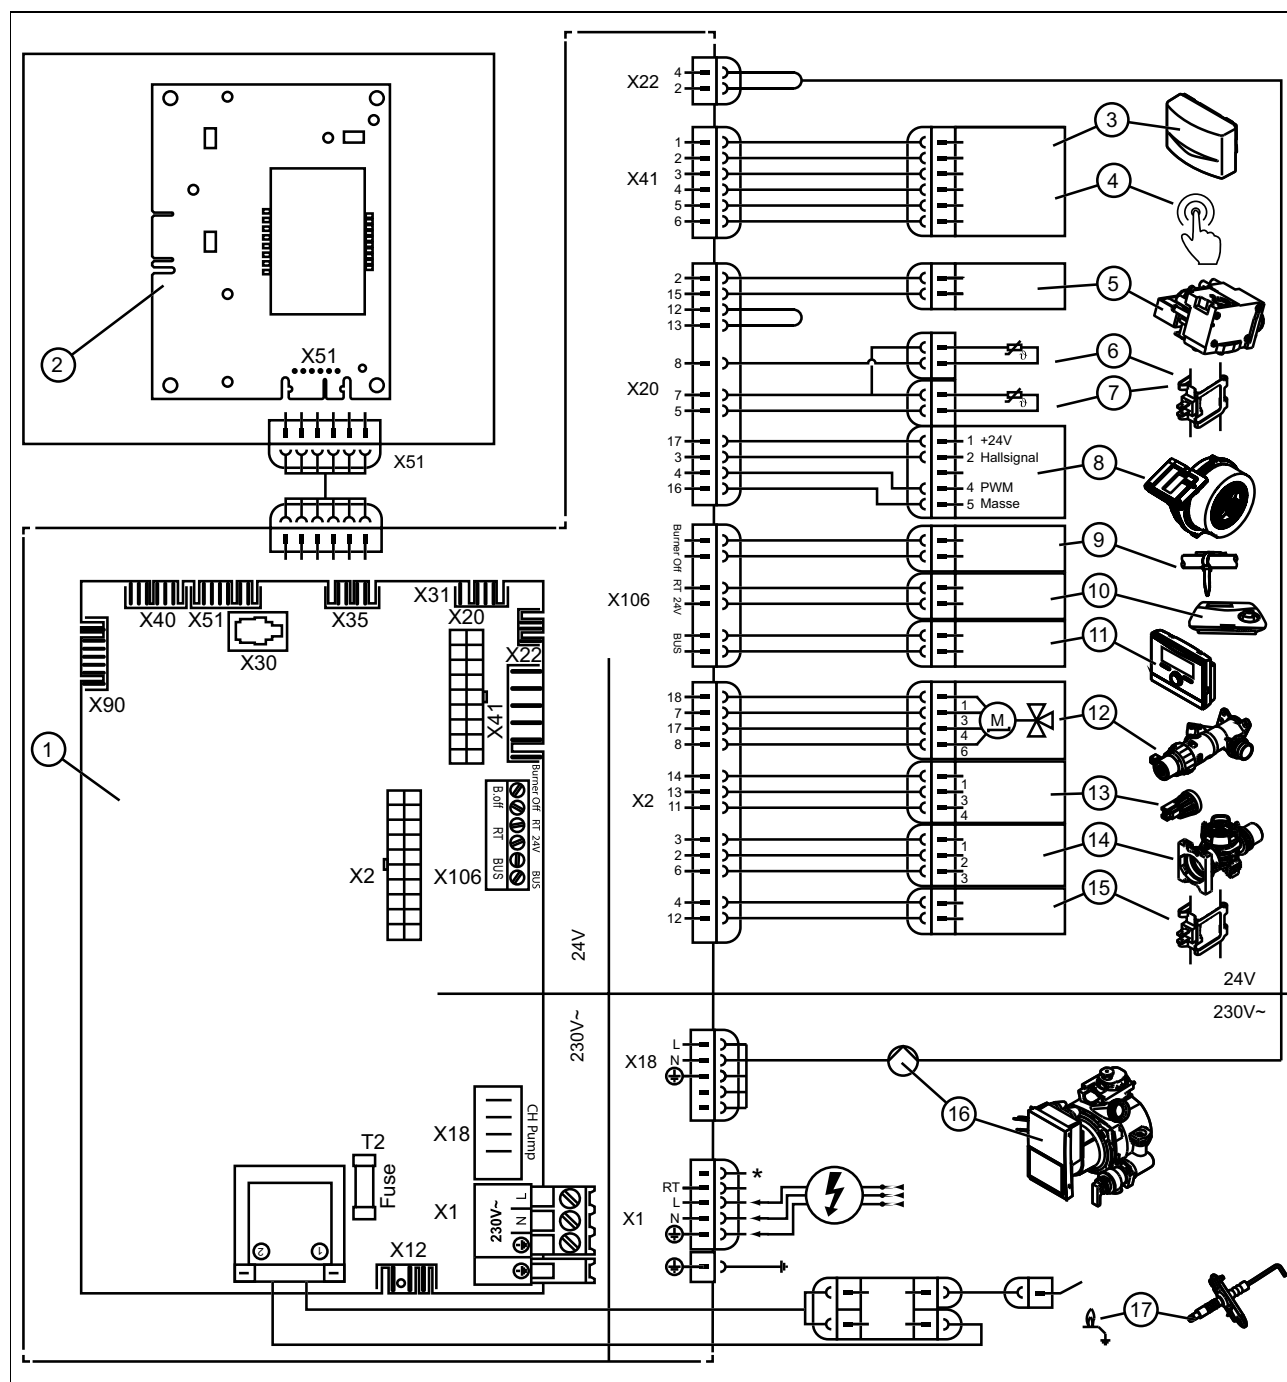 X22
4
2
X41
1
2
3
4
5
6
3
4
X20
2
15
12
13
8
7
5
17
3
4
16
5
6
7
8
1 +24V
2 Hallsignal
4 PWM
5 Masse
2
X51
X51
X106
Burner Off
RT 24V
BUS
9
10
11
X2
18
7
17
8
14
13
11
3
2
6
4
12
1
3
4
6
M
1
3
4
1
2
3
12
13
14
15
24V
230V~
1
X40
X51
X30
X35
X31
X20
X22
X41
X90
X2
X106
B.off
RT
BUS
Burner Off
RT 24V
BUS
24V
230V~
X18
CH Pump
T2
Fuse
X1
230V~
L
N
X12
2
1
X18
L
N
16
X1
*
RT
L
N
17